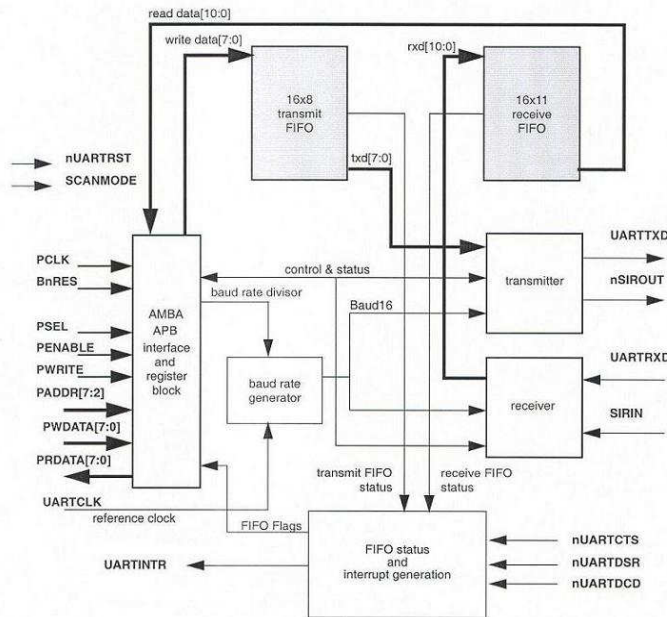 read data[10:0]
write data[7:0]
rxd[10:0]
16x8
transmit
FIFO
16x11
receive
FIFO
txd[7:0]
nUARTRST
SCANMODE
UARTTXD
PCLK
control & status
transmitter
BnRES
AMBA
APB
interface
and
register
block
baud rate divisor
nSIROUT
Baud16
PSEL
PENABLE
PWRITE
UARTRXD
PADDR[7:2]
baud rate
generator
receiver
PWDATA[7:0]
SIRIN
PRDATA[7:0]
transmit FIFO
status
receive FIFO
status
UARTCLK
reference clock
FIFO Flags
FIFO status
and
interrupt generation
nUARTCTS
UARTINTR
nUARTDSR
nUARTDCD